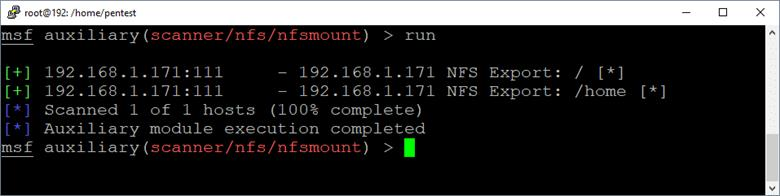 root@192: /home/pentest
msf auxiliary(scanner/nfs/nfsmount) > run
[+] 192.168.1.171:111 - 192.168.1.171 NFS Export: / [*]
[+] 192.168.1.171:111 - 192.168.1.171 NFS Export: /home [*]
[*] Scanned 1 of 1 hosts (100% complete)
[*] Auxiliary module execution completed
msf auxiliary(scanner/nfs/nfsmount) >